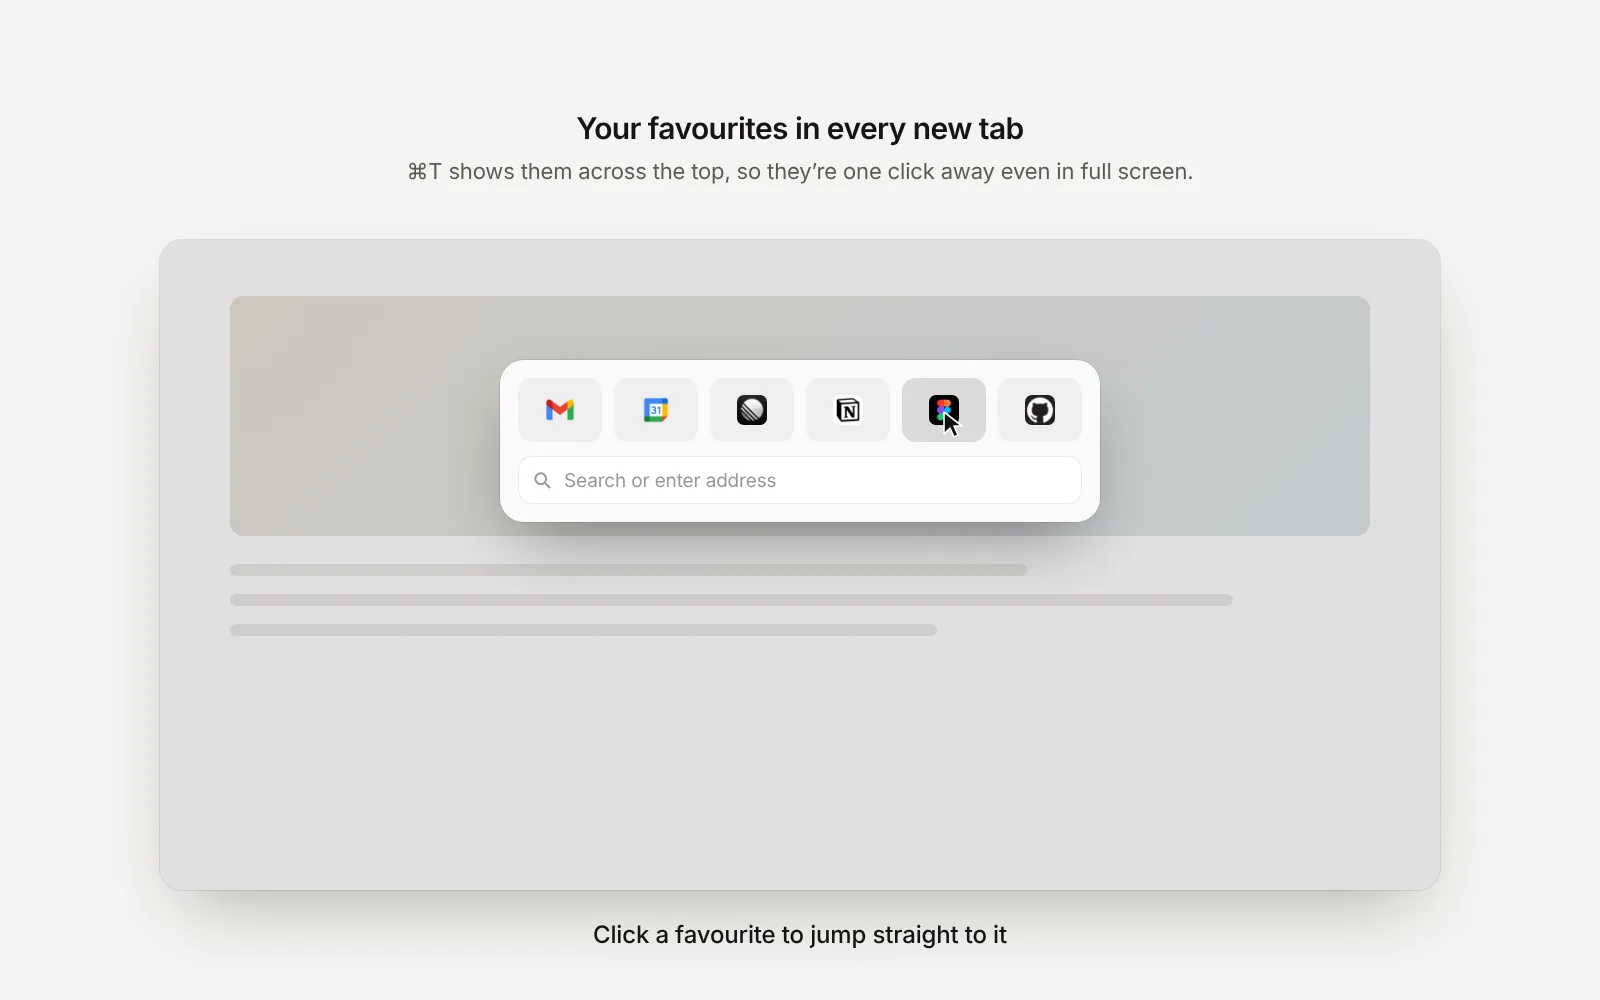 Your favourites in every new tab
⌘T shows them across the top, so they’re one click away even in full screen.
31
N
Search or enter address
Click a favourite to jump straight to it